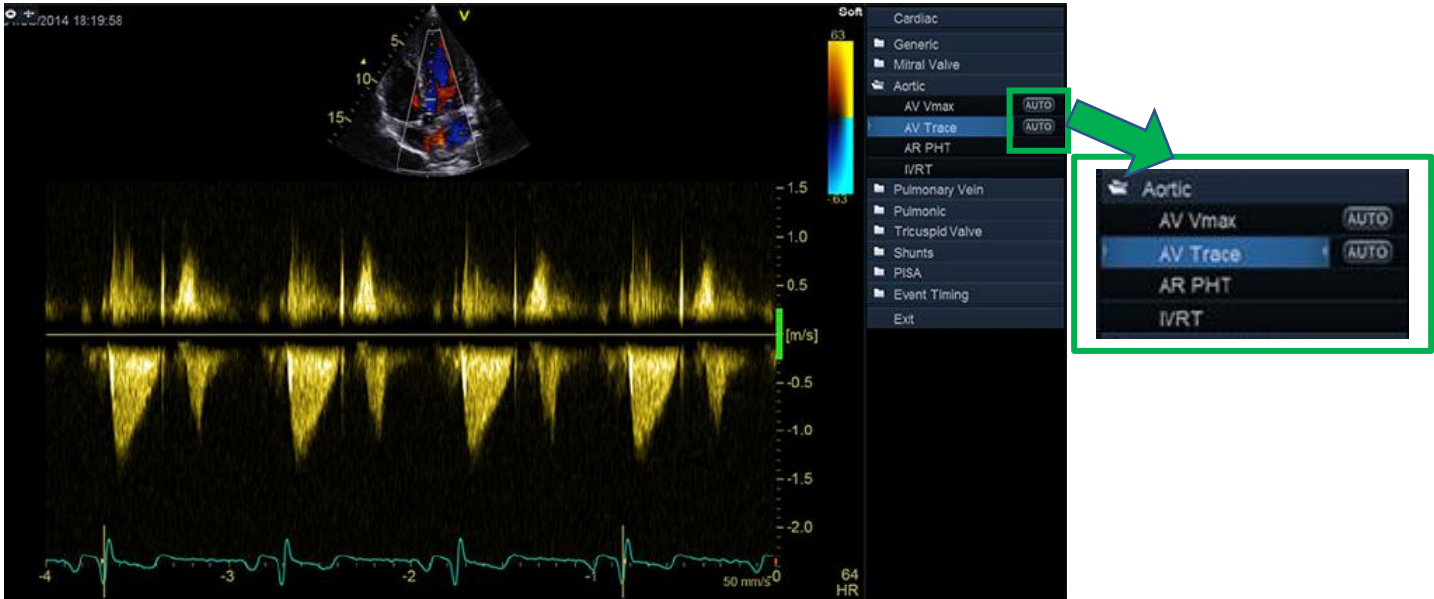 /2014 18:19:58
V
Soft
5
10
15
63
-63
1.5
1.0
0.5
[m/s]
-0.5
-1.0
-1.5
-2.0
-4
-3
-2
-1
0
50 mm/s
64
HR
Cardiac
Generic
Mitral Valve
Aortic
AV Vmax AUTO
AV Trace AUTO
AR PHT
IVRT
Pulmonary Vein
Pulmonic
Tricuspid Valve
Shunts
PISA
Event Timing
Exit
Aortic
AV Vmax AUTO
AV Trace AUTO
AR PHT
IVRT